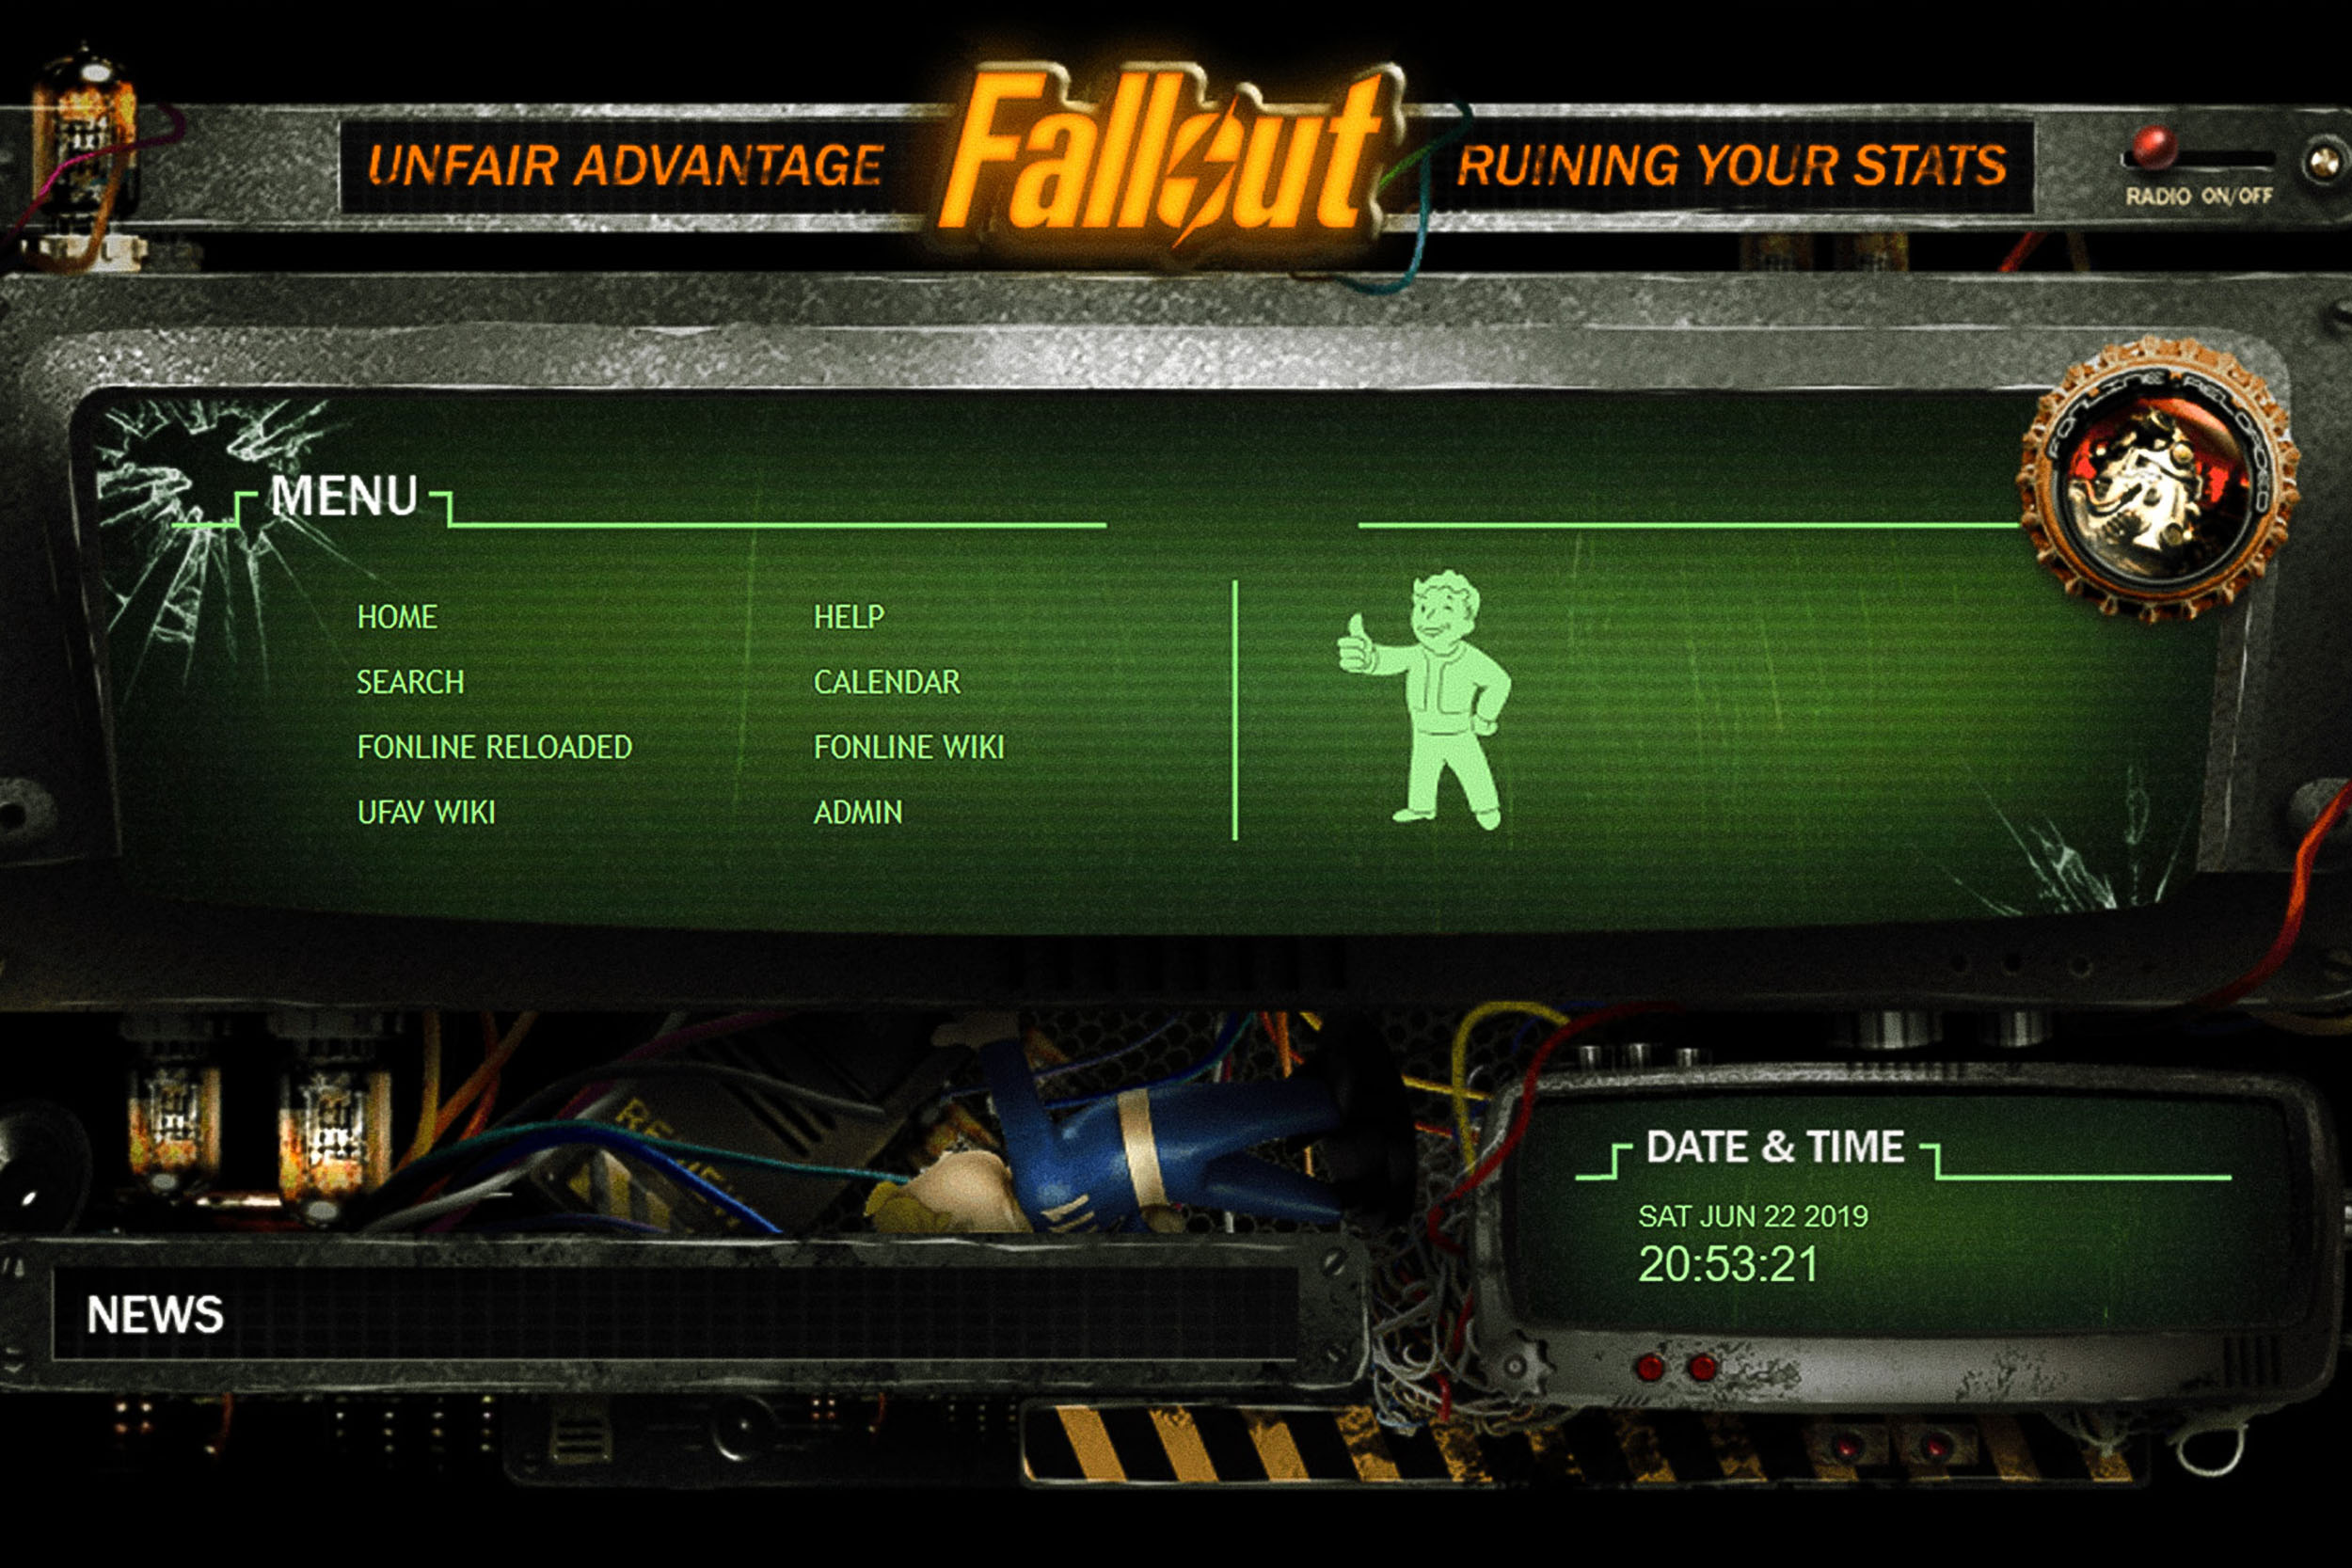 UNFAIR ADVANTAGE
Fallout
RUINING YOUR STATS
RADIO ON/OFF
MENU
HOME
HELP
SEARCH
CALENDAR
FONLINE RELOADED
FONLINE WIKI
UFAV WIKI
ADMIN
DATE & TIME
SAT JUN 22 2019
20:53:21
NEWS